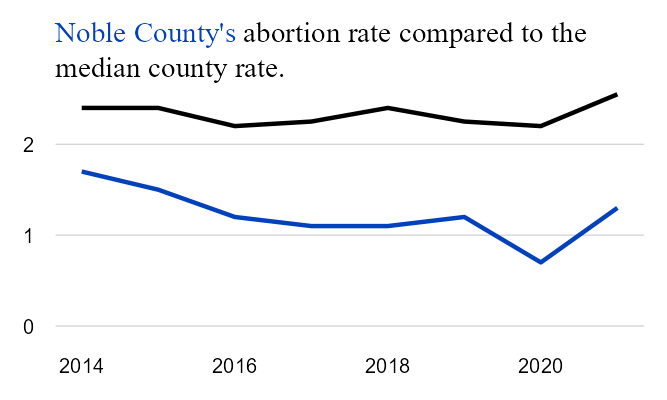 Noble County's abortion rate compared to the
median county rate.
2
1
0
2014 2016 2018 2020